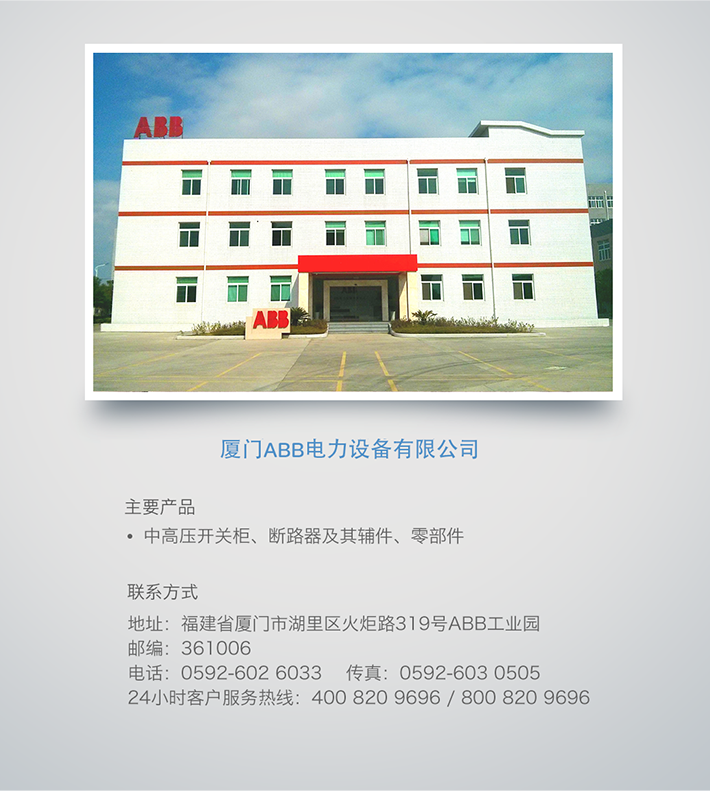 ABB
ABB
厦门ABB电力设备有限公司
主要产品
• 中高压开关柜、断路器及其辅件、零部件
联系方式
地址：福建省厦门市湖里区火炬路319号ABB工业园
邮编：361006
电话：0592-602 6033 传真：0592-603 0505
24小时客户服务热线：400 820 9696 / 800 820 9696